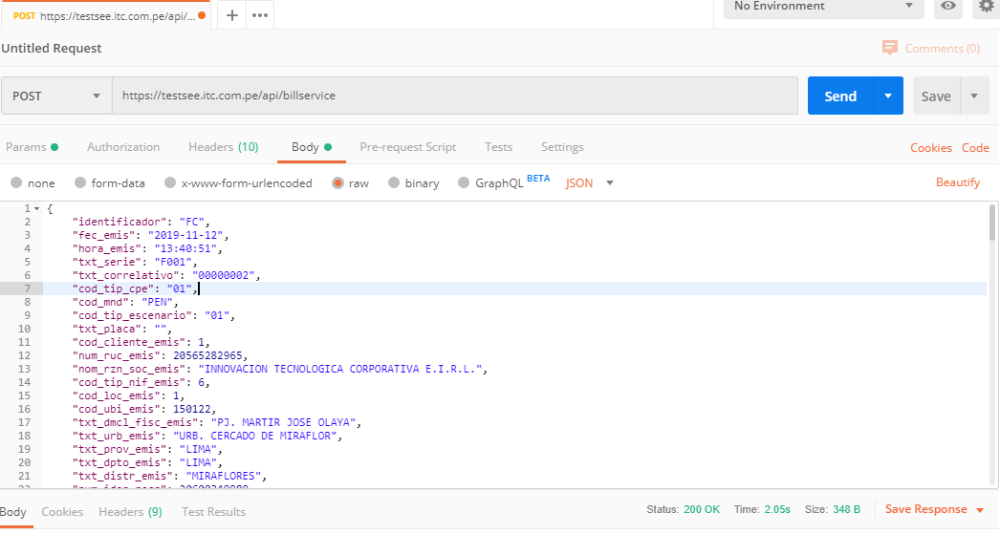 POST https://testsee.itc.com.pe/api/...
No Environment
Untitled Request
Comments (0)
POST https://testsee.itc.com.pe/api/billservice Send Save
Params Authorization Headers (10) Body Pre-request Script Tests Settings Cookies Code
none form-data x-www-form-urlencoded raw binary GraphQL BETA JSON Beautify
1 {
2 "identificador": "FC",
3 "fec_emis": "2019-11-12",
4 "hora_emis": "13:40:51",
5 "txt_serie": "F001",
6 "txt_correlativo": "00000002",
7 "cod_tip_cpe": "01",
8 "cod_mnd": "PEN",
9 "cod_tip_escenario": "01",
10 "txt_placa": "",
11 "cod_cliente_emis": 1,
12 "num_ruc_emis": 20565282965,
13 "nom_rzn_soc_emis": "INNOVACION TECNOLOGICA CORPORATIVA E.I.R.L.",
14 "cod_tip_nif_emis": 6,
15 "cod_loc_emis": 1,
16 "cod_ubi_emis": 150122,
17 "txt_dmcl_fisc_emis": "PJ. MARTIR JOSE OLAYA",
18 "txt_urb_emis": "URB. CERCADO DE MIRAFLOR",
19 "txt_prov_emis": "LIMA",
20 "txt_dpto_emis": "LIMA",
21 "txt_distr_emis": "MIRAFLORES",
Body Cookies Headers (9) Test Results Status: 200 OK Time: 2.05s Size: 348 B Save Response